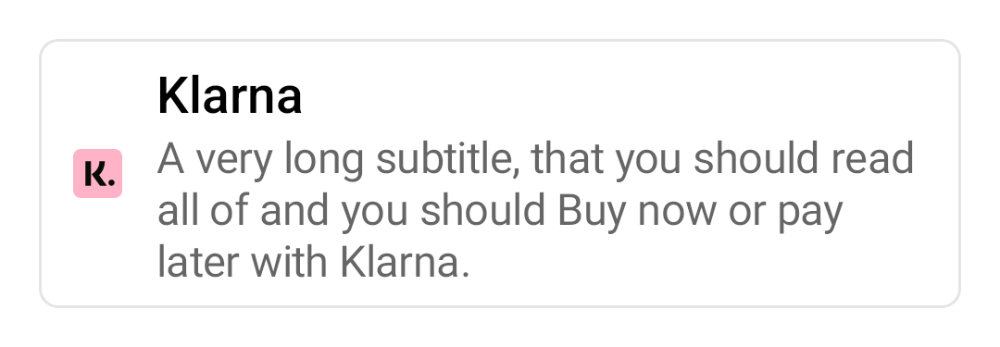 Klarna
K.
A very long subtitle, that you should read
all of and you should Buy now or pay
later with Klarna.